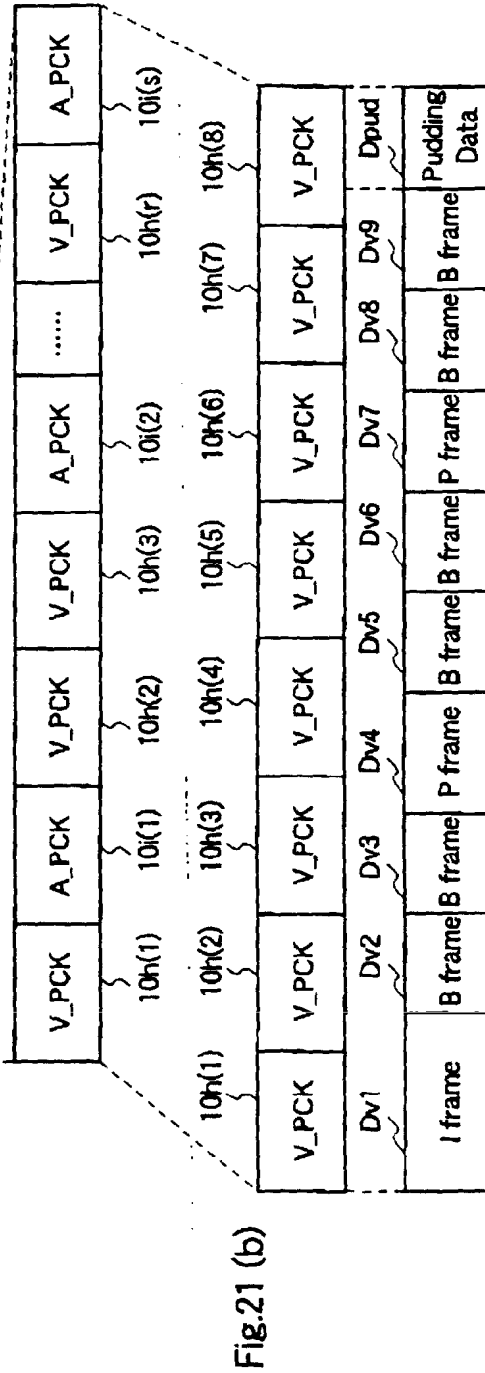 V_PCK A_PCK V_PCK V_PCK A_PCK ...... V_PCK A_PCK
10h(1) 10i(1) 10h(2) 10h(3) 10i(2) 10h(r) 10i(s)
10h(1) 10h(2) 10h(3) 10h(4) 10h(5) 10h(6) 10h(7) 10h(8)
V_PCK V_PCK V_PCK V_PCK V_PCK V_PCK V_PCK V_PCK
Dv1 Dv2 Dv3 Dv4 Dv5 Dv6 Dv7 Dv8 Dv9 Dpud
I frame B frame B frame P frame B frame B frame P frame B frame B frame Pudding Data
Fig.21 (b)